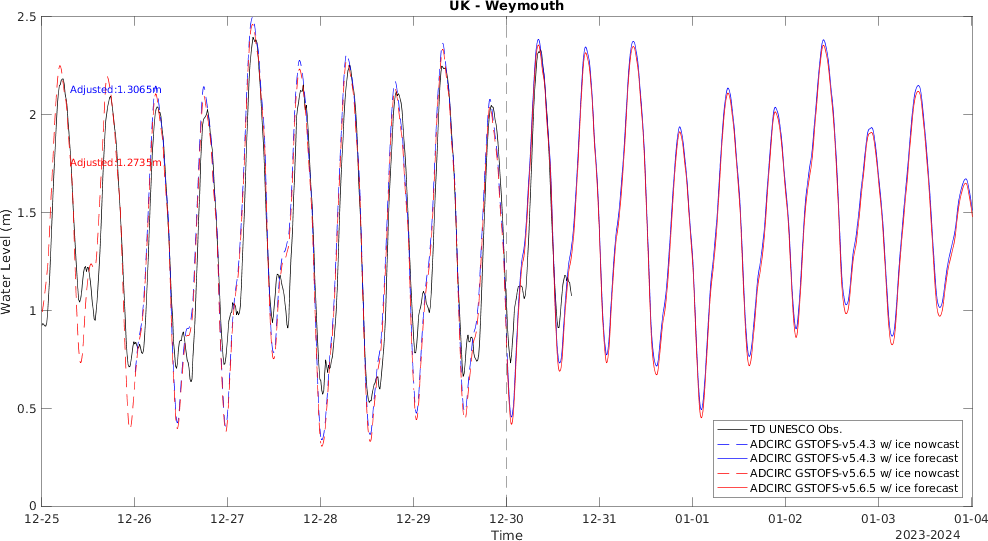 UK - Weymouth
2.5
2
1.5
1
0.5
0
Water Level (m)
Adjusted:1.3065m
Adjusted:1.2735m
TD UNESCO Obs.
ADCIRC GSTOFS-v5.4.3 w/ ice nowcast
ADCIRC GSTOFS-v5.4.3 w/ ice forecast
ADCIRC GSTOFS-v5.6.5 w/ ice nowcast
ADCIRC GSTOFS-v5.6.5 w/ ice forecast
12-25 12-26 12-27 12-28 12-29 12-30 12-31 01-01 01-02 01-03 01-04
Time
2023-2024